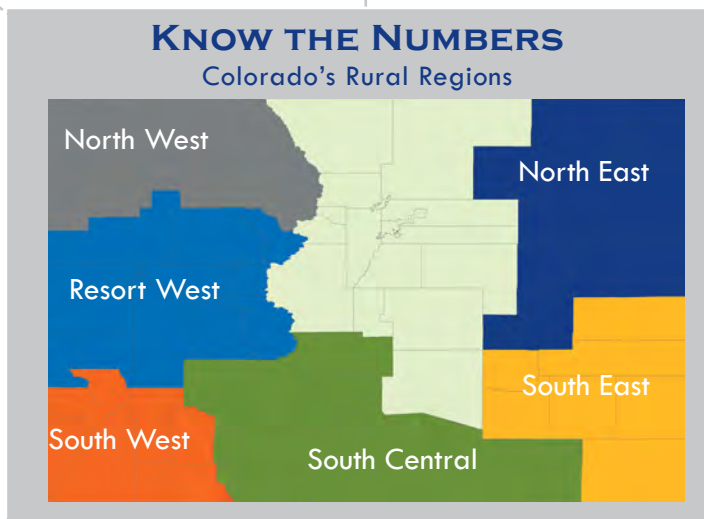 KNOW THE NUMBERS
Colorado's Rural Regions
North West
North East
Resort West
South East
South West
South Central